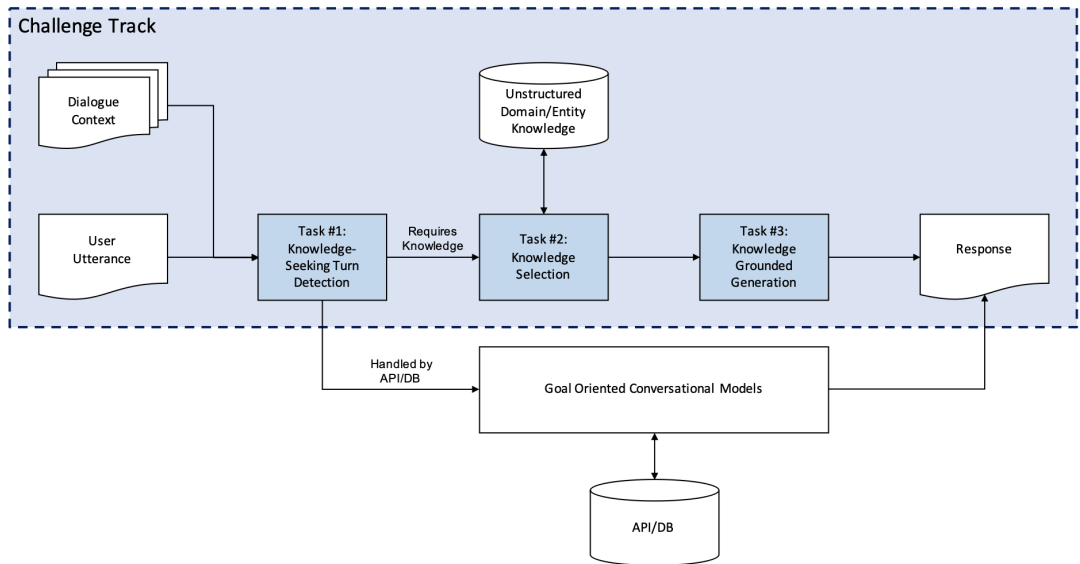 Challenge Track
Dialogue
Context
Unstructured
Domain/Entity
Knowledge
User
Utterance
Task #1:
Knowledge-
Seeking Turn
Detection
Requires
Knowledge
Task #2:
Knowledge
Selection
Task #3:
Knowledge
Grounded
Generation
Response
Handled by
API/DB
Goal Oriented Conversational Models
API/DB